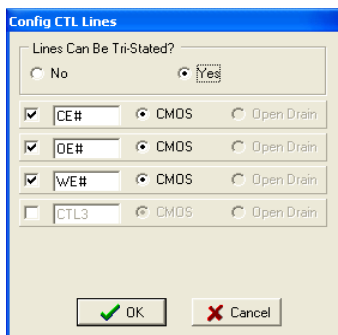 Config CTL Lines
Lines Can Be Tri-Stated?
No Yes
CE# CMOS Open Drain
OE# CMOS Open Drain
WE# CMOS Open Drain
CTL3 CMOS Open Drain
OK Cancel